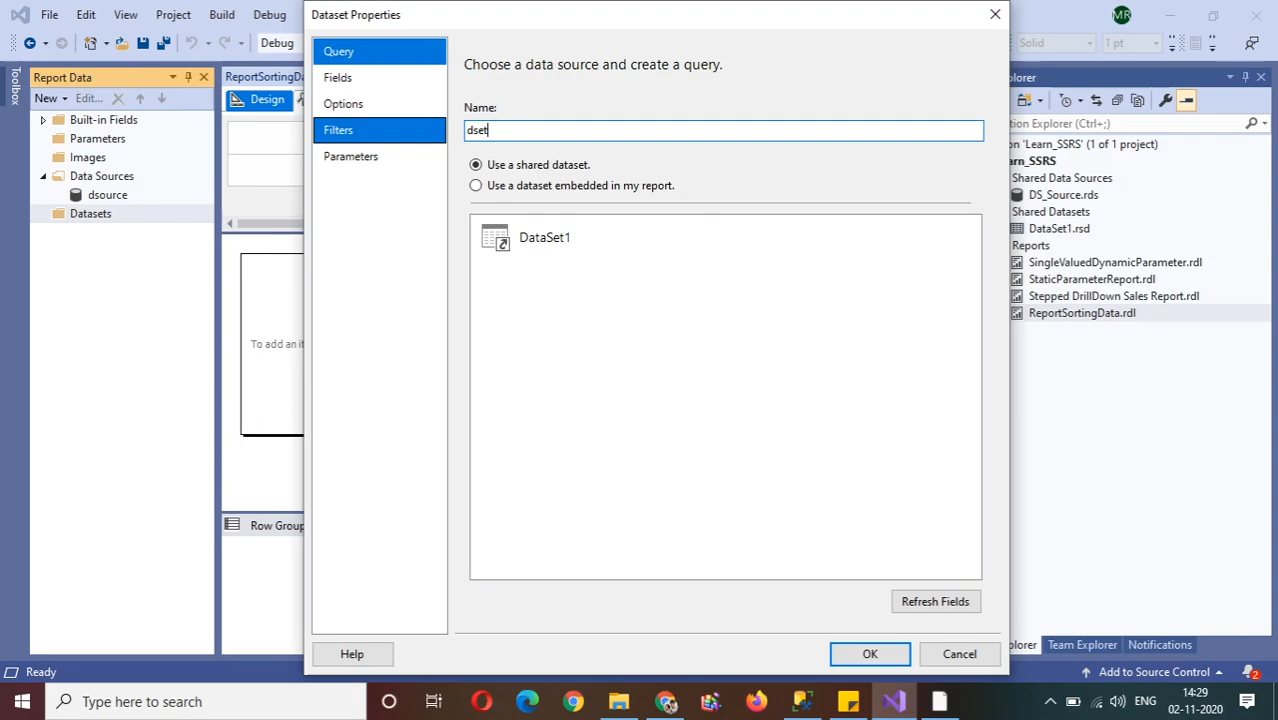 File Edit View Project Build Debug
Dataset Properties
MR
Debug
Solid 1 pt
Toolbox
Report Data
New Edit...
Built-in Fields
Parameters
Images
Data Sources
dsource
Datasets
ReportSortingDa
Design
To add an it
Row Group
Query
Fields
Options
Filters
Parameters
Choose a data source and create a query.
Name:
dset
Use a shared dataset.
Use a dataset embedded in my report.
DataSet1
Refresh Fields
Help
OK
Cancel
plorer
tion Explorer (Ctrl+;)
on 'Learn_SSRS' (1 of 1 project)
arn_SSRS
Shared Data Sources
DS_Source.rds
Shared Datasets
DataSet1.rsd
Reports
SingleValuedDynamicParameter.rdl
StaticParameterReport.rdl
Stepped DrillDown Sales Report.rdl
ReportSortingData.rdl
plorer Team Explorer Notifications
Ready
Add to Source Control
2
Type here to search
ENG
14:29
02-11-2020